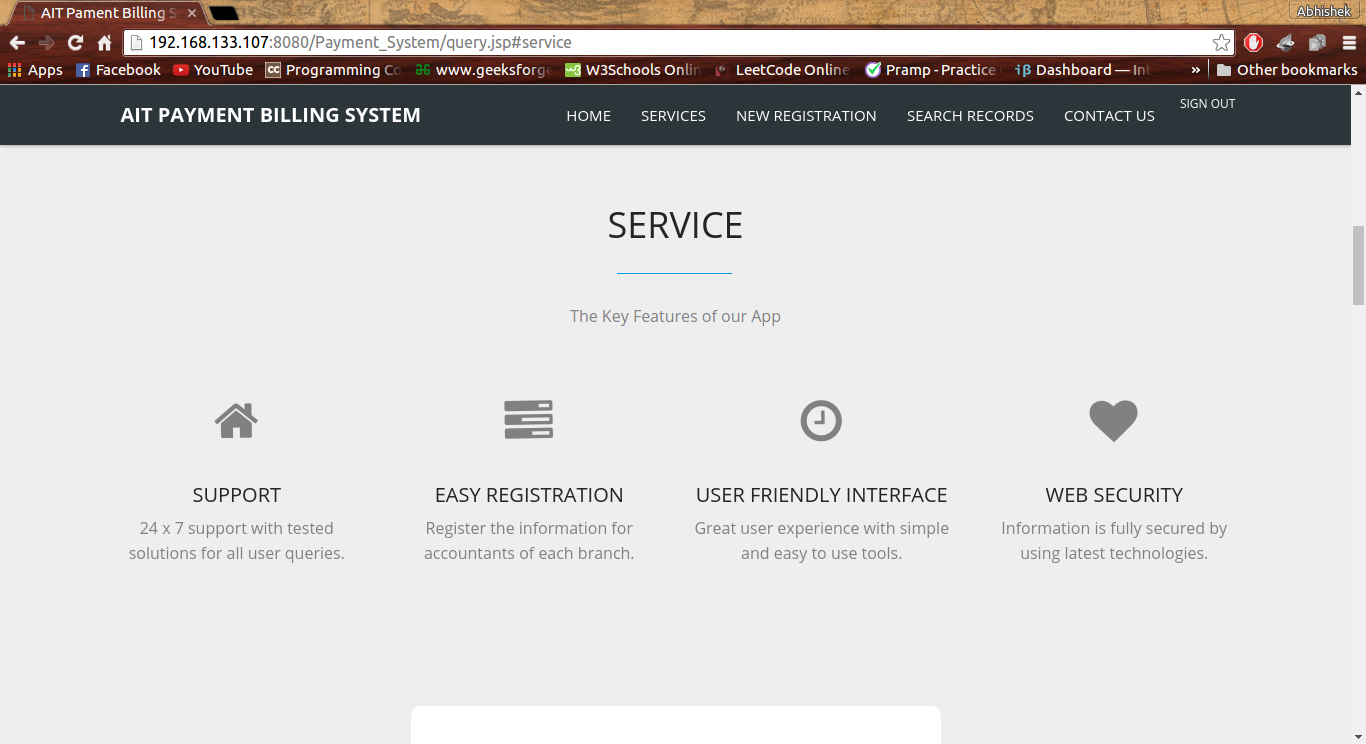 AIT Pament Billing S
Abhishek
192.168.133.107:8080/Payment_System/query.jsp#service
Apps Facebook YouTube Programming Co www.geeksforge W3Schools Onlin LeetCode Online Pramp - Practice Dashboard — Int » Other bookmarks
AIT PAYMENT BILLING SYSTEM
HOME SERVICES NEW REGISTRATION SEARCH RECORDS CONTACT US SIGN OUT
SERVICE
The Key Features of our App
SUPPORT
24 x 7 support with tested
solutions for all user queries.
EASY REGISTRATION
Register the information for
accountants of each branch.
USER FRIENDLY INTERFACE
Great user experience with simple
and easy to use tools.
WEB SECURITY
Information is fully secured by
using latest technologies.